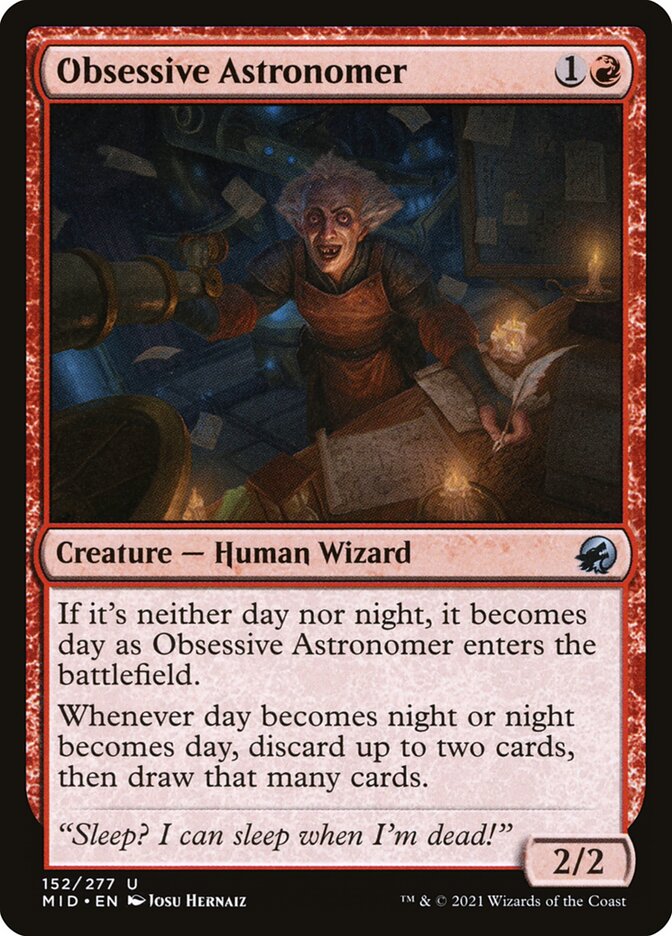 Obsessive Astronomer
1
Creature — Human Wizard
If it's neither day nor night, it becomes
day as Obsessive Astronomer enters the
battlefield.
Whenever day becomes night or night
becomes day, discard up to two cards,
then draw that many cards.
“Sleep? I can sleep when I'm dead!”
2/2
152/277 U
MID • EN Josu Hernaiz
™ & © 2021 Wizards of the Coast